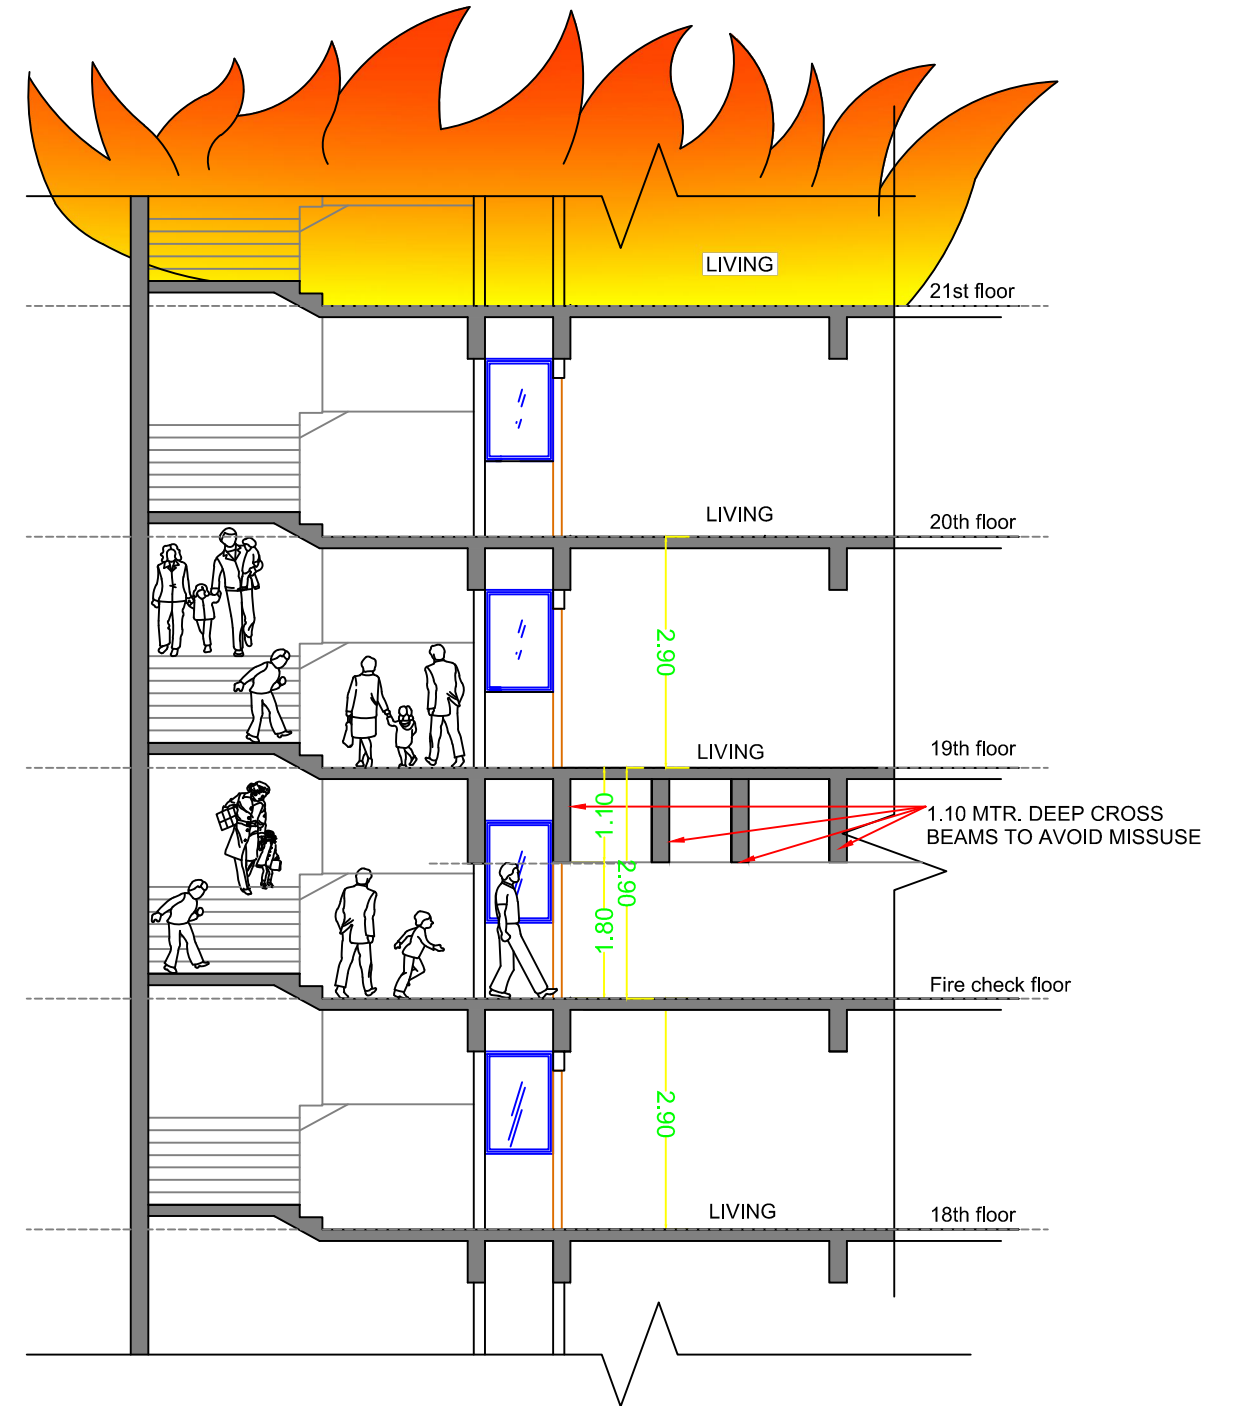 LIVING
21st floor
LIVING
20th floor
2.90
LIVING
19th floor
1.10
1.10 MTR. DEEP CROSS
BEAMS TO AVOID MISSUSE
2.90
1.80
Fire check floor
2.90
LIVING
18th floor